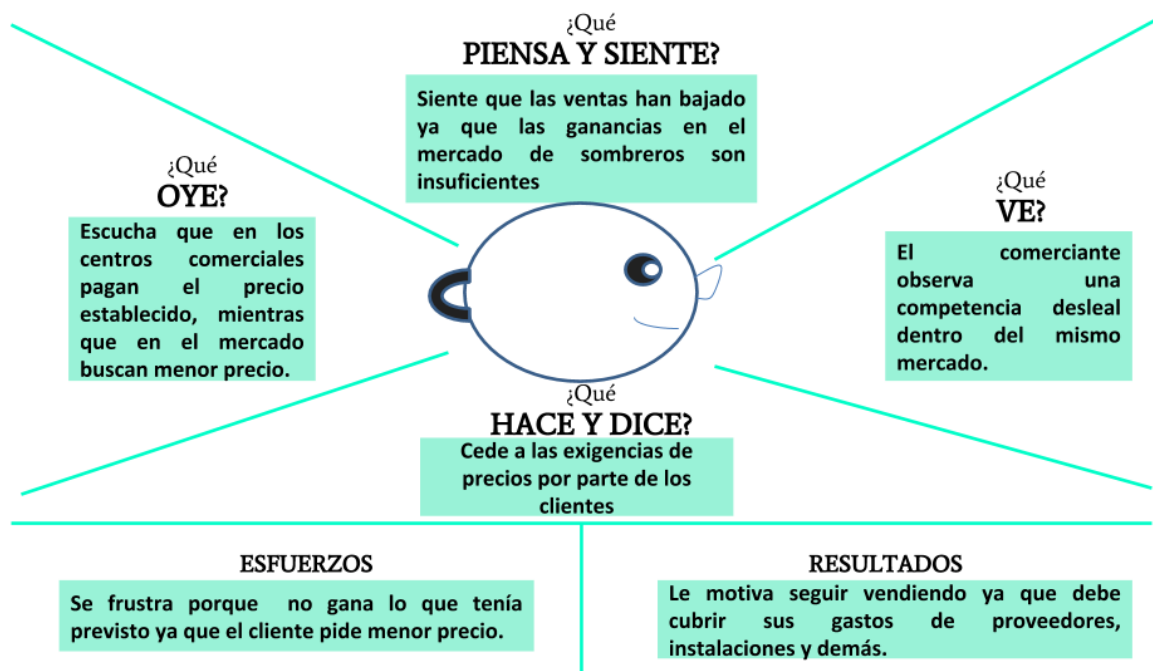 ¿Qué
PIENSA Y SIENTE?
Siente que las ventas han bajado
ya que las ganancias en el
mercado de sombreros son
insuficientes
¿Qué
OYE?
Escucha que en los
centros comerciales
pagan el precio
establecido, mientras
que en el mercado
buscan menor precio.
¿Qué
VE?
El comerciante
observa una
competencia desleal
dentro del mismo
mercado.
¿Qué
HACE Y DICE?
Cede a las exigencias de
precios por parte de los
clientes
ESFUERZOS
Se frustra porque no gana lo que tenía
previsto ya que el cliente pide menor precio.
RESULTADOS
Le motiva seguir vendiendo ya que debe
cubrir sus gastos de proveedores,
instalaciones y demás.